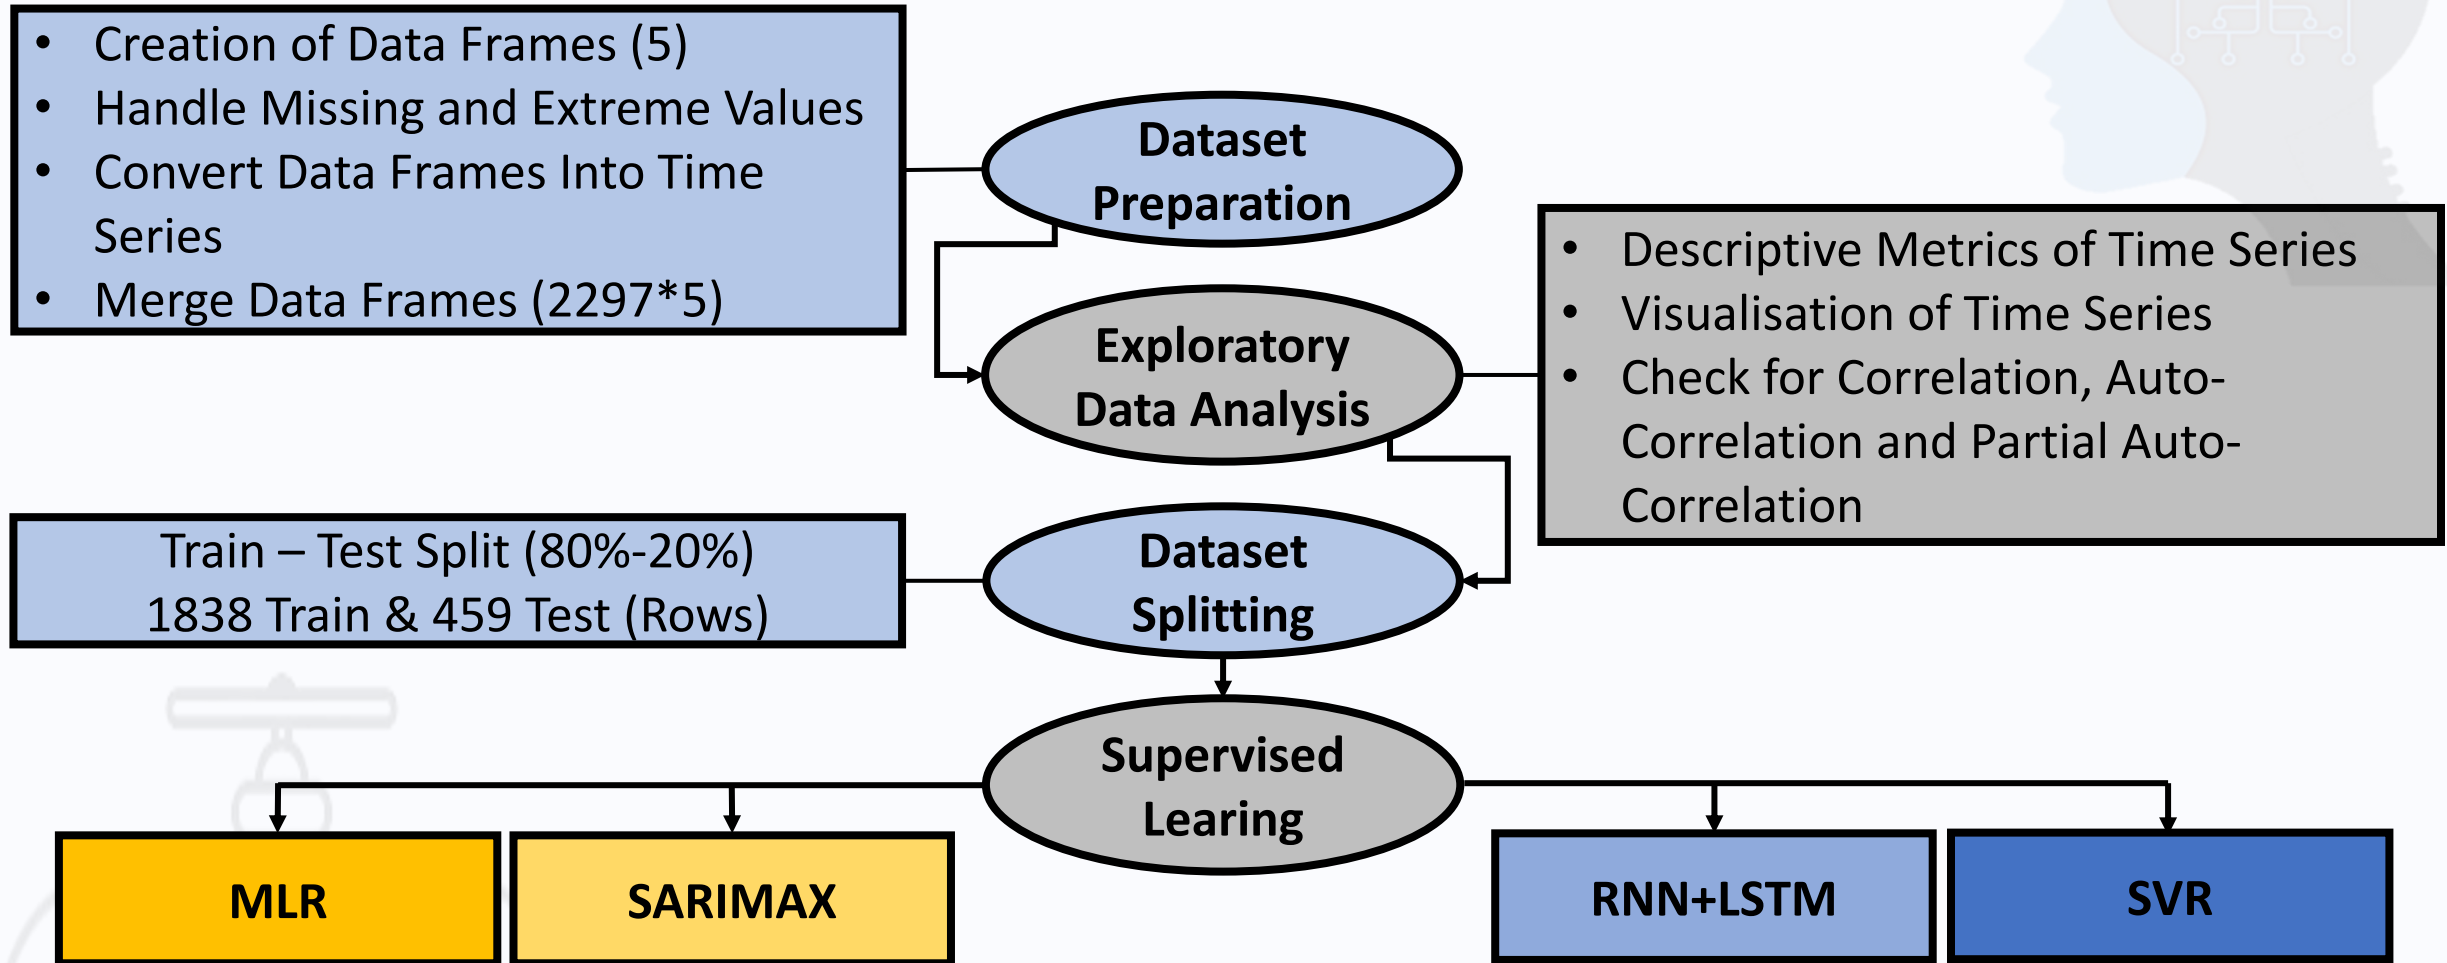 • Creation of Data Frames (5)
• Handle Missing and Extreme Values
• Convert Data Frames Into Time
Series
• Merge Data Frames (2297*5)
Dataset
Preparation
• Descriptive Metrics of Time Series
• Visualisation of Time Series
• Check for Correlation, Auto-
Correlation and Partial Auto-
Correlation
Exploratory
Data Analysis
Train – Test Split (80%-20%)
1838 Train & 459 Test (Rows)
Dataset
Splitting
Supervised
Learing
MLR
SARIMAX
RNN+LSTM
SVR